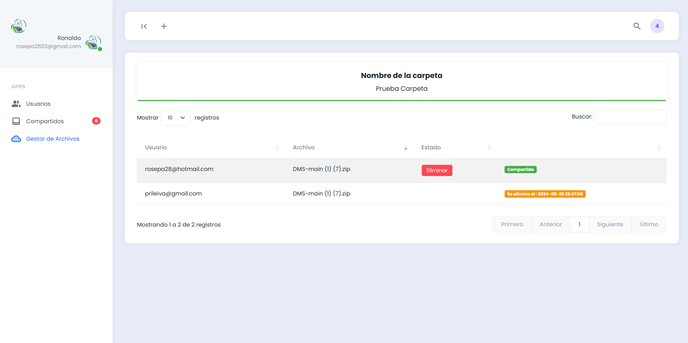 Ronaldo
rosepa2803@gmail.com
APPS
Usuarios
Compartidos 0
Gestor de Archivos
4
Nombre de la carpeta
Prueba Carpeta
Mostrar 10 registros
Buscar:
Usuario Archivo Estado
rosepa28@hotmail.com DMS-main (1) (7).zip Eliminar Compartido
prileiva@gmail.com DMS-main (1) (7).zip Se elimino el : 2024-08-25 22:47:50
Mostrando 1 a 2 de 2 registros
Primero Anterior 1 Siguiente Último